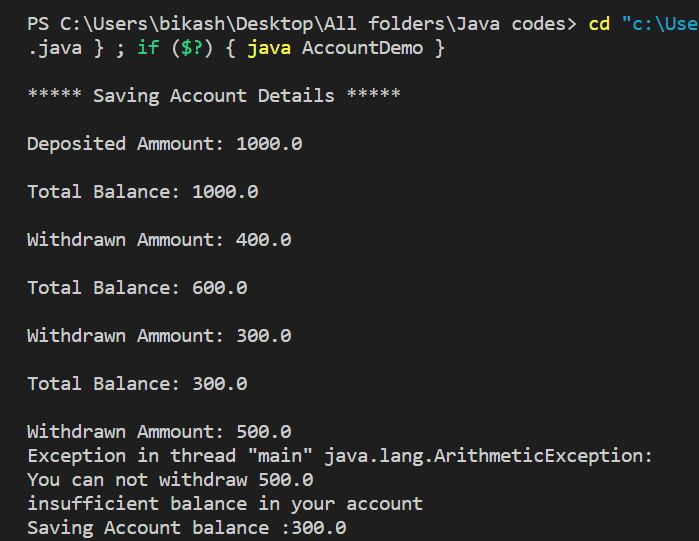 PS C:\Users\bikash\Desktop\All folders\Java codes> cd "c:\Use
.java } ; if ($?) { java AccountDemo }
***** Saving Account Details *****
Deposited Ammount: 1000.0
Total Balance: 1000.0
Withdrawn Ammount: 400.0
Total Balance: 600.0
Withdrawn Ammount: 300.0
Total Balance: 300.0
Withdrawn Ammount: 500.0
Exception in thread "main" java.lang.ArithmeticException:
You can not withdraw 500.0
insufficient balance in your account
Saving Account balance :300.0